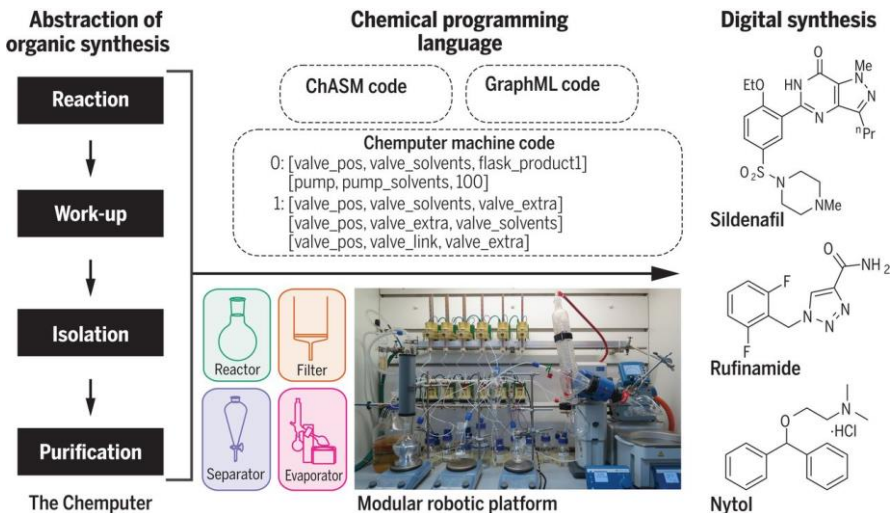 Abstraction of
organic synthesis
Reaction
Work-up
Isolation
Purification
The Chemputer
Chemical programming
language
ChASM code
GraphML code
Chemputer machine code
0: [valve_pos, valve_solvents, flask_product1]
[pump, pump_solvents, 100]
1: [valve_pos, valve_solvents, valve_extra]
[valve_pos, valve_extra, valve_solvents]
[valve_pos, valve_link, valve_extra]
Reactor
Filter
Separator
Evaporator
Modular robotic platform
Digital synthesis
O
Me
EtO
HN
N
N
N
nPr
S
O2
N
N
Me
Sildenafil
O
NH2
F
N
N
N
F
Rufinamide
N
O
·HCl
Nytol